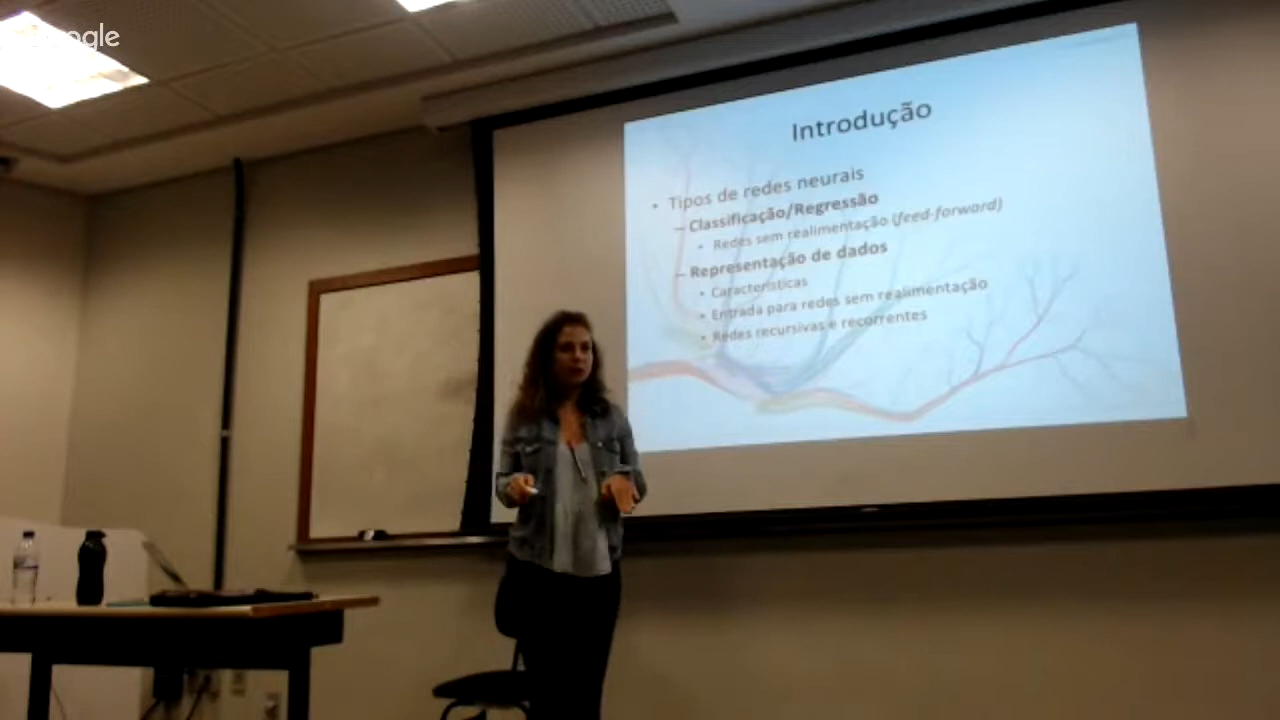 Google
Introdução
• Tipos de redes neurais
– Classificação/Regressão
• Redes sem realimentação (feed-forward)
– Representação de dados
• Características
• Entrada para redes sem realimentação
• Redes recursivas e recorrentes